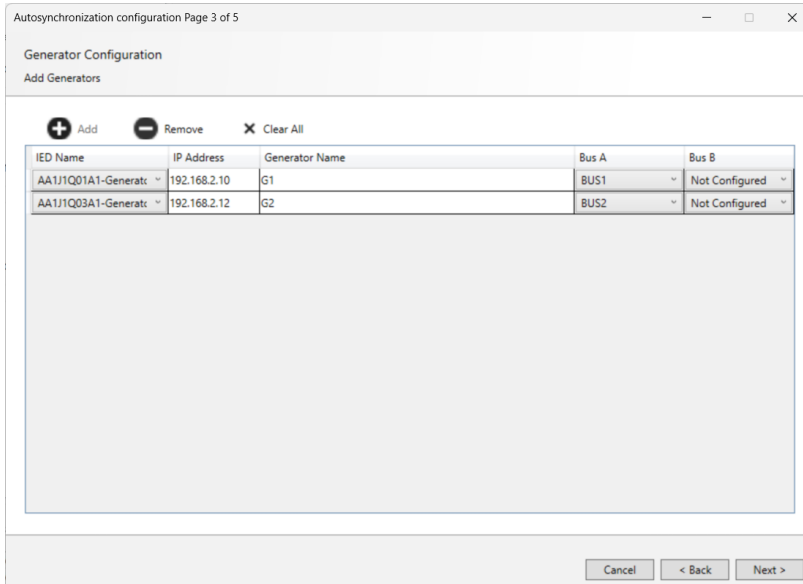 Autosynchronization configuration Page 3 of 5
Generator Configuration
Add Generators
Add Remove Clear All
IED Name IP Address Generator Name Bus A Bus B
AA1J1Q01A1-Generatc 192.168.2.10 G1 BUS1 Not Configured
AA1J1Q03A1-Generatc 192.168.2.12 G2 BUS2 Not Configured
Cancel < Back Next >